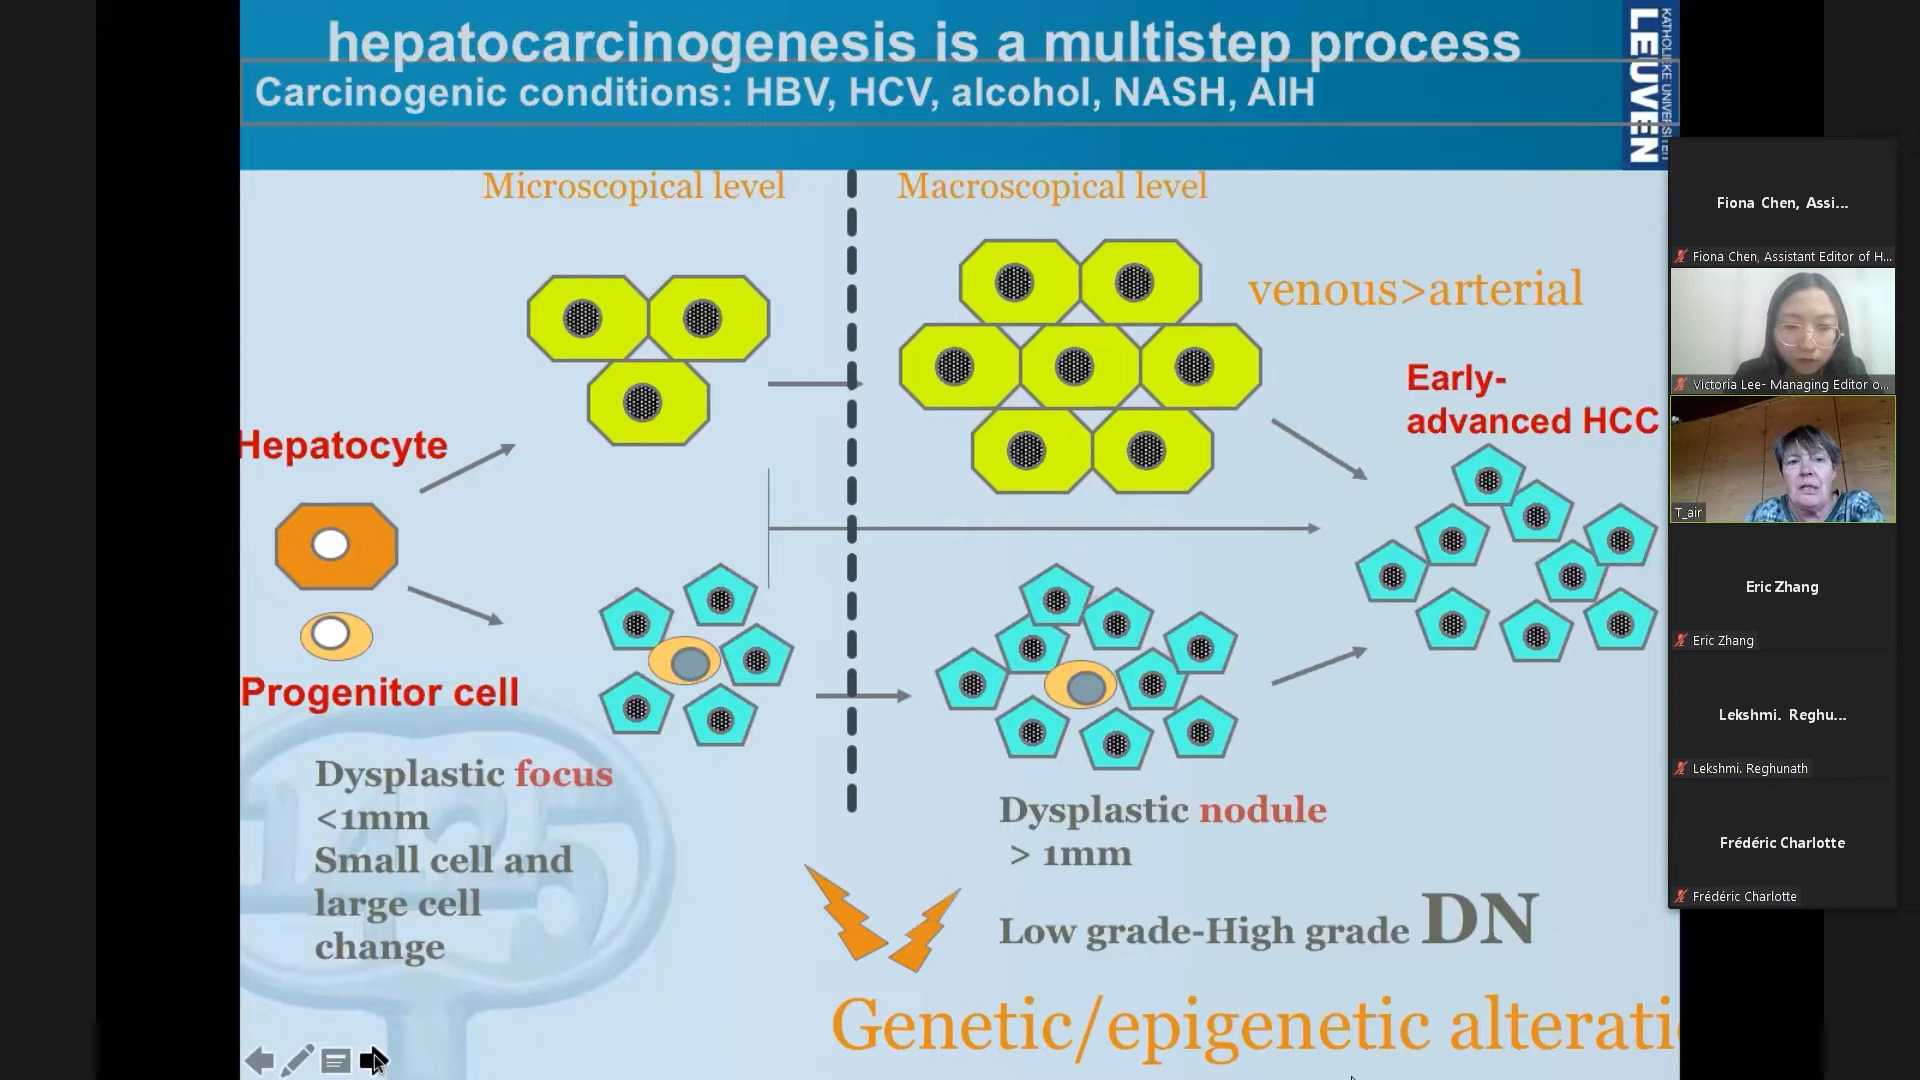 hepatocarcinogenesis is a multistep process
Carcinogenic conditions: HBV, HCV, alcohol, NASH, AIH
KATHOLIEKE UNIVERSITEIT
LEUVEN
Microscopical level
Macroscopical level
venous>arterial
Early-
advanced HCC
Hepatocyte
Progenitor cell
Dysplastic focus
<1mm
Small cell and
large cell
change
Dysplastic nodule
> 1mm
Low grade-High grade DN
Genetic/epigenetic alterati
1425
Fiona Chen, Assi...
Fiona Chen, Assistant Editor of H...
Victoria Lee- Managing Editor o...
T_air
Eric Zhang
Eric Zhang
Lekshmi. Reghu...
Lekshmi. Reghunath
Frédéric Charlotte
Frédéric Charlotte